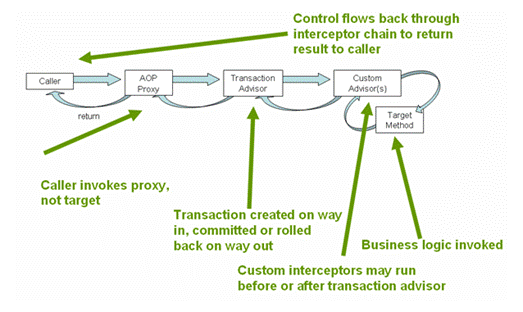 Control flows back through
interceptor chain to return
result to caller
Caller
AOP
Proxy
Transaction
Advisor
Custom
Advisor(s)
Target
Method
return
Caller invokes proxy,
not target
Transaction created on way
in, committed or rolled
back on way out
Business logic invoked
Custom interceptors may run
before or after transaction advisor